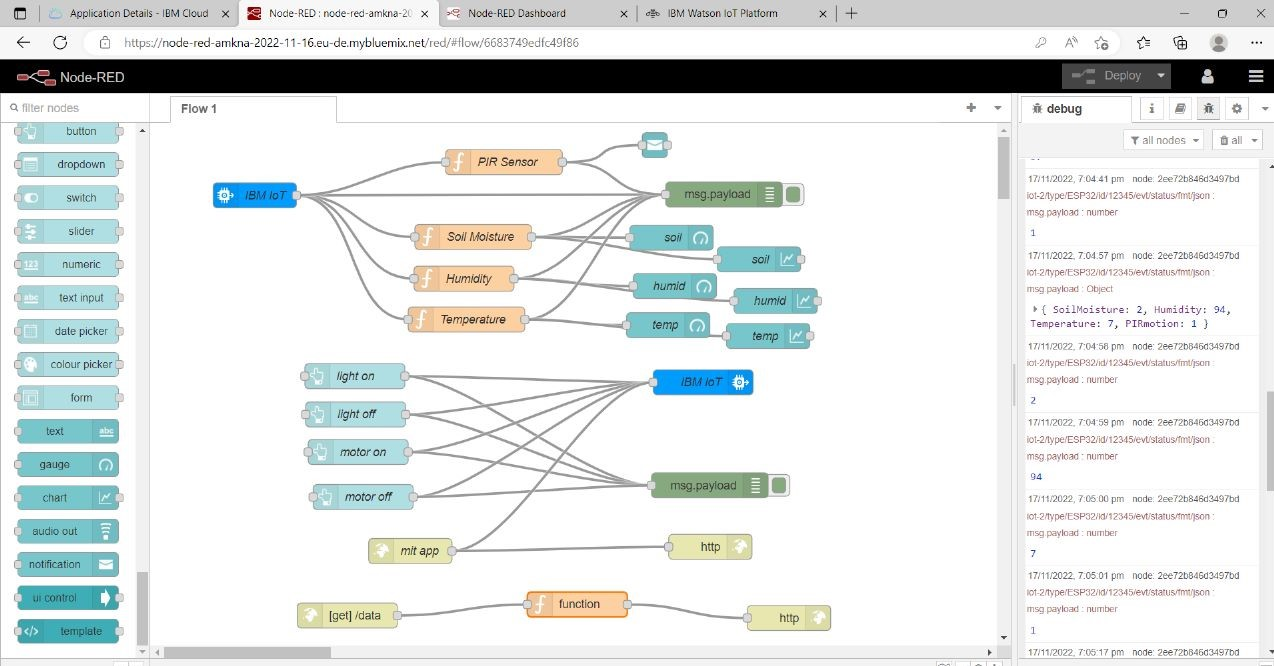 Application Details - IBM Cloud
Node-RED : node-red-amkna-20
Node-RED Dashboard
IBM Watson IoT Platform
https://node-red-amkna-2022-11-16.eu-de.mybluemix.net/red/#flow/6683749edfc49f86
Node-RED
Deploy
filter nodes
Flow 1
debug
all nodes
all
button
dropdown
switch
slider
numeric
text input
date picker
colour picker
form
text
gauge
chart
audio out
notification
ui control
template
IBM IoT
PIR Sensor
msg.payload
Soil Moisture
soil
soil
Humidity
humid
humid
Temperature
temp
temp
light on
IBM IoT
light off
motor on
motor off
msg.payload
mit app
http
[get] /data
function
http
17/11/2022, 7:04:41 pm node: 2ee72b846d3497bd
iot-2/type/ESP32/id/12345/evt/status/fmt/json :
msg.payload : number
1
17/11/2022, 7:04:57 pm node: 2ee72b846d3497bd
iot-2/type/ESP32/id/12345/evt/status/fmt/json :
msg.payload : Object
{ SoilMoisture: 2, Humidity: 94,
Temperature: 7, PIRmotion: 1 }
17/11/2022, 7:04:58 pm node: 2ee72b846d3497bd
iot-2/type/ESP32/id/12345/evt/status/fmt/json :
msg.payload : number
2
17/11/2022, 7:04:59 pm node: 2ee72b846d3497bd
iot-2/type/ESP32/id/12345/evt/status/fmt/json :
msg.payload : number
94
17/11/2022, 7:05:00 pm node: 2ee72b846d3497bd
iot-2/type/ESP32/id/12345/evt/status/fmt/json :
msg.payload : number
7
17/11/2022, 7:05:01 pm node: 2ee72b846d3497bd
iot-2/type/ESP32/id/12345/evt/status/fmt/json :
msg.payload : number
1
17/11/2022, 7:05:17 pm node: 2ee72b846d3497bd